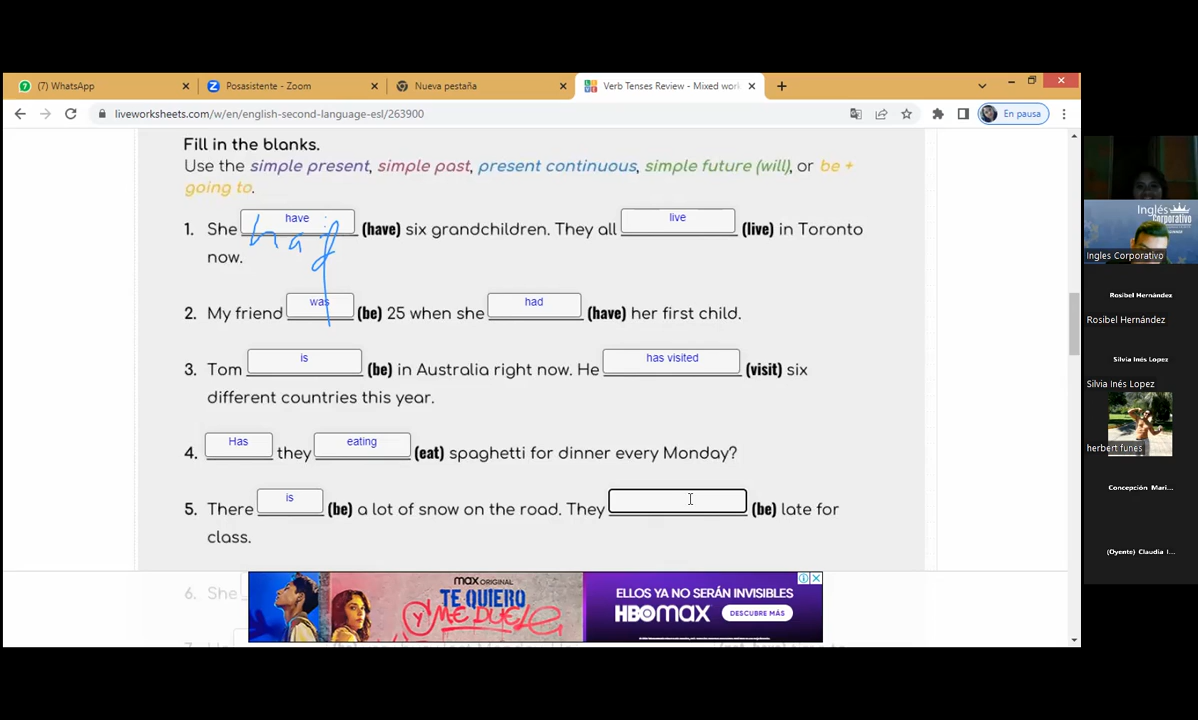 (7) WhatsApp
Posasistente - Zoom
Nueva pestaña
Verb Tenses Review - Mixed worl
liveworksheets.com/w/en/english-second-language-esl/263900
En pausa
Fill in the blanks.
Use the simple present, simple past, present continuous, simple future (will), or be +
going to.
1. She have (have) six grandchildren. They all live (live) in Toronto
now.
2. My friend was (be) 25 when she had (have) her first child.
3. Tom is (be) in Australia right now. He has visited (visit) six
different countries this year.
4. Has they eating (eat) spaghetti for dinner every Monday?
5. There is (be) a lot of snow on the road. They (be) late for
class.
6. She
max ORIGINAL
TE QUIERO
Y ME DUELE
ELLOS YA NO SERÁN INVISIBLES
HBOmax
DESCUBRE MÁS
Inglés
Corporativo
Ingles Corporativo
Rosibel Hernández
Rosibel Hernández
Silvia Inés Lopez
Silvia Inés Lopez
herbert funes
Concepción Mari...
(Oyente) Claudia I...